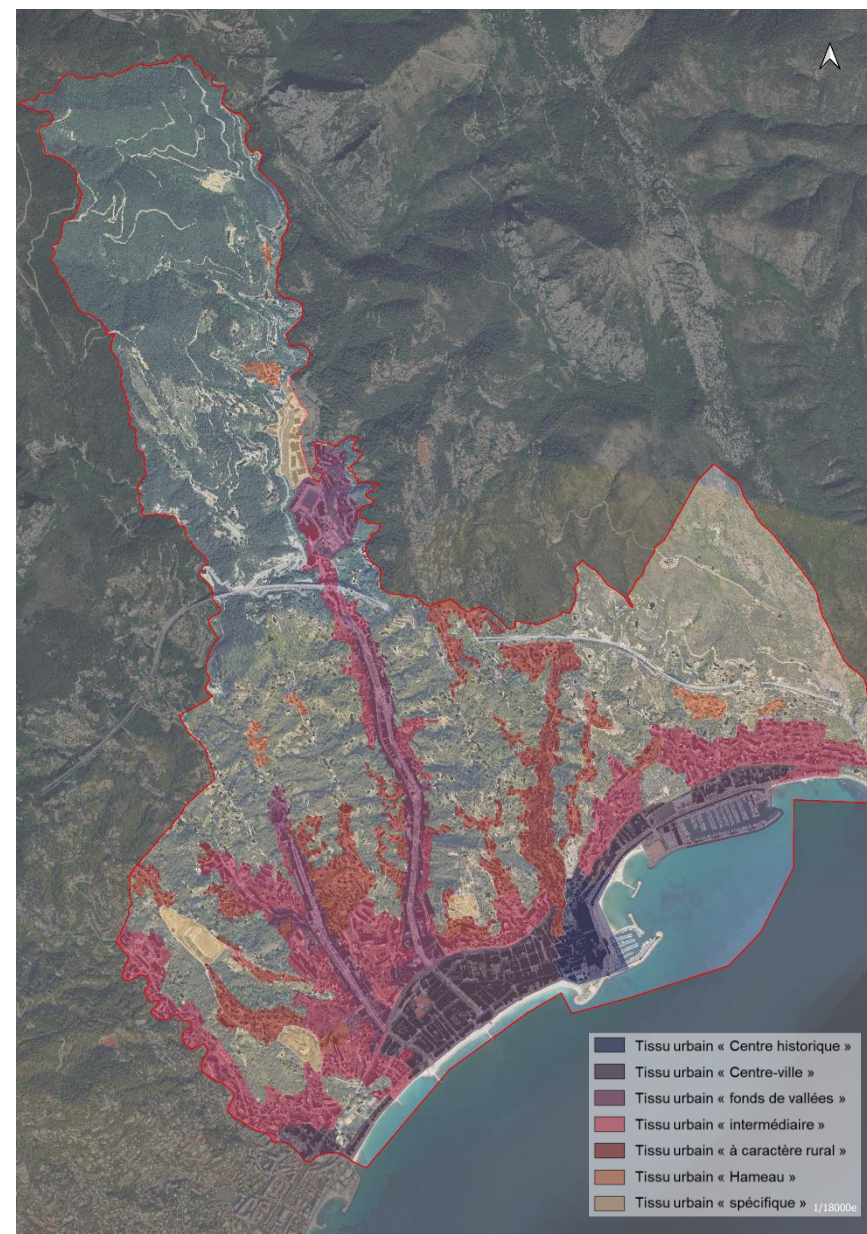 Tissu urbain « Centre historique »
Tissu urbain « Centre-ville »
Tissu urbain « fonds de vallées »
Tissu urbain « intermédiaire »
Tissu urbain « à caractère rural »
Tissu urbain « Hameau »
Tissu urbain « spécifique »
1/18000e